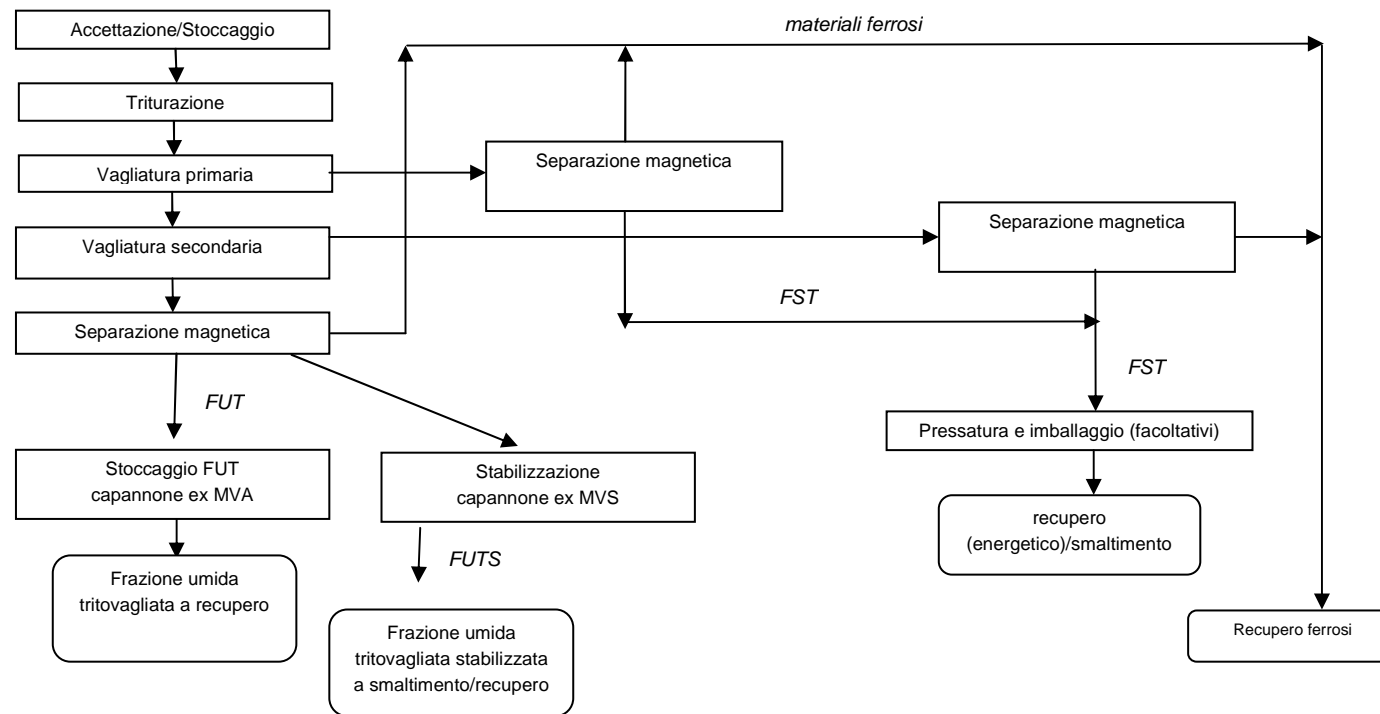 Accettazione/Stoccaggio
materiali ferrosi
Triturazione
Vagliatura primaria
Separazione magnetica
Vagliatura secondaria
Separazione magnetica
Separazione magnetica
FST
FUT
FST
Pressatura e imballaggio (facoltativi)
Stoccaggio FUT
capannone ex MVA
Stabilizzazione
capannone ex MVS
recupero
(energetico)/smaltimento
FUTS
Frazione umida
tritovagliata a recupero
Frazione umida
tritovagliata stabilizzata
a smaltimento/recupero
Recupero ferrosi